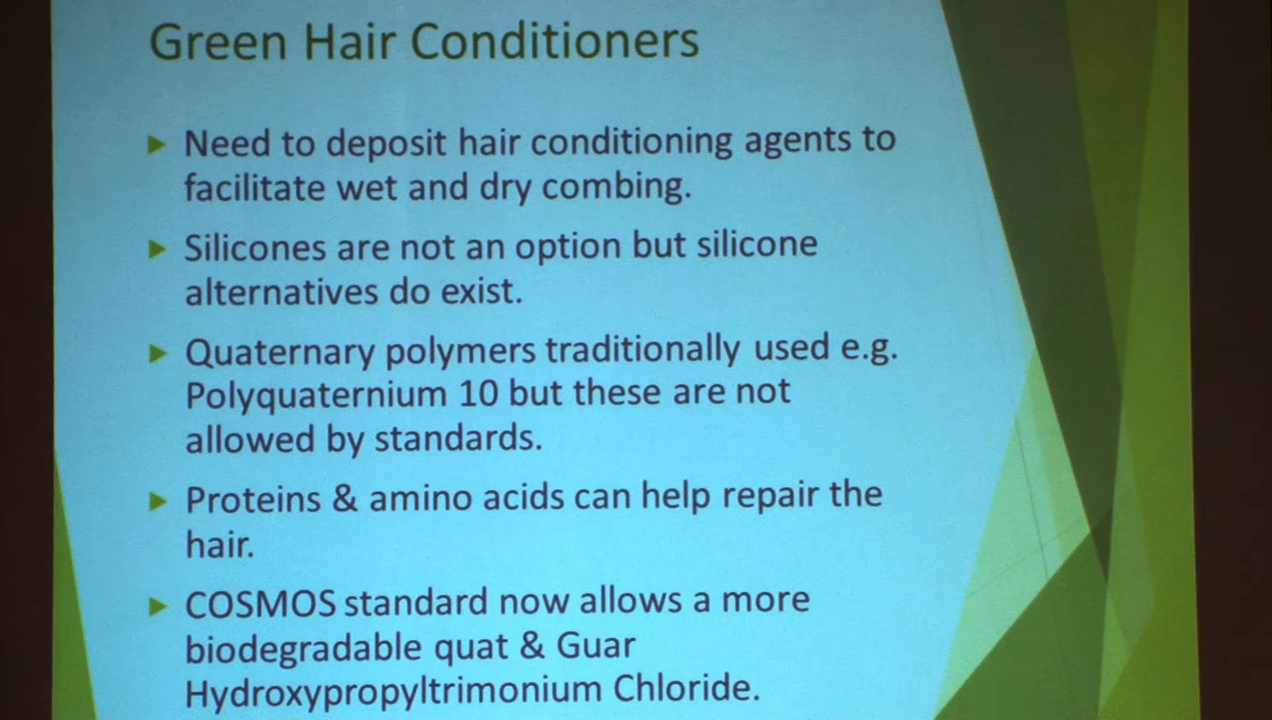 Green Hair Conditioners
Need to deposit hair conditioning agents to
facilitate wet and dry combing.
Silicones are not an option but silicone
alternatives do exist.
Quaternary polymers traditionally used e.g.
Polyquaternium 10 but these are not
allowed by standards.
Proteins & amino acids can help repair the
hair.
COSMOS standard now allows a more
biodegradable quat & Guar
Hydroxypropyltrimonium Chloride.